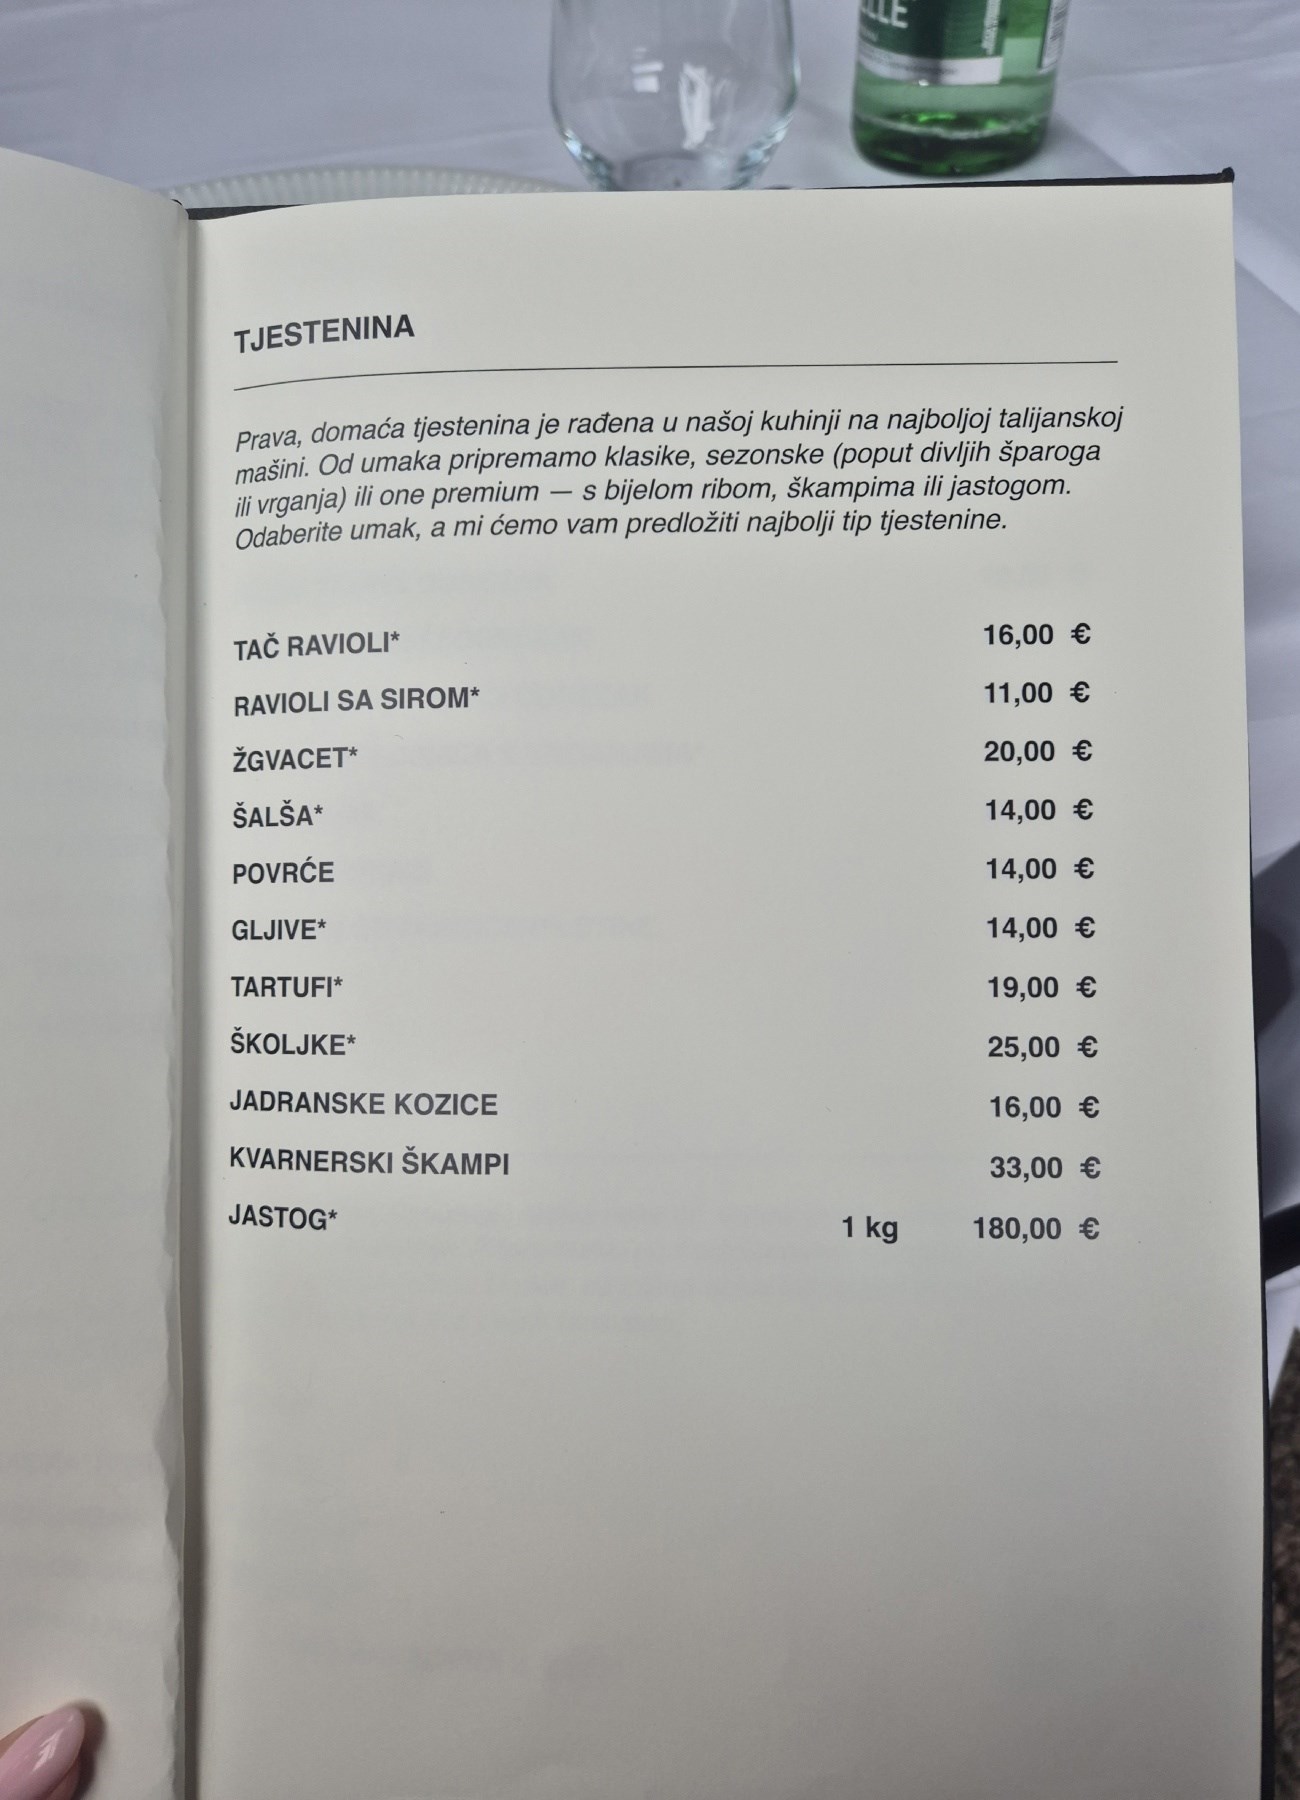 ELLE
TJESTENINA
Prava, domaća tjestenina je rađena u našoj kuhinji na najboljoj talijanskoj
mašini. Od umaka pripremamo klasike, sezonske (poput divljih šparoga
ili vrganja) ili one premium — s bijelom ribom, škampima ili jastogom.
Odaberite umak, a mi ćemo vam predložiti najbolji tip tjestenine.
TAČ RAVIOLI* 16,00 €
RAVIOLI SA SIROM* 11,00 €
ŽGVACET* 20,00 €
ŠALŠA* 14,00 €
POVRĆE 14,00 €
GLJIVE* 14,00 €
TARTUFI* 19,00 €
ŠKOLJKE* 25,00 €
JADRANSKE KOZICE 16,00 €
KVARNERSKI ŠKAMPI 33,00 €
JASTOG* 1 kg 180,00 €